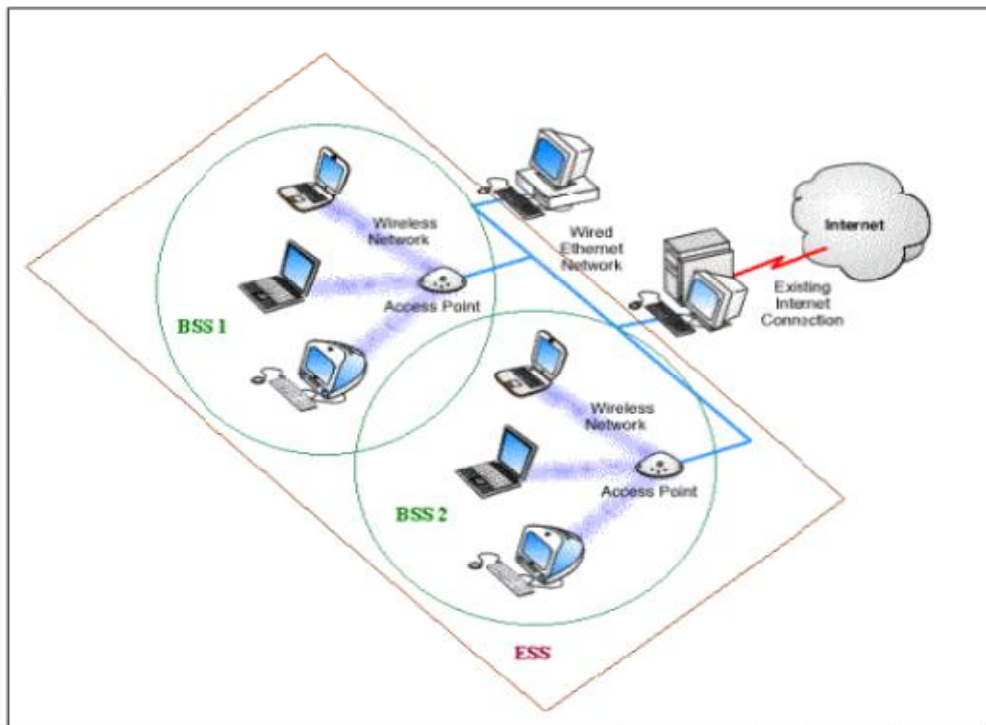 Wireless
Network
Access Point
BSS 1
Wired
Ethernet
Network
Internet
Existing
Internet
Connection
Wireless
Network
Access Point
BSS 2
ESS